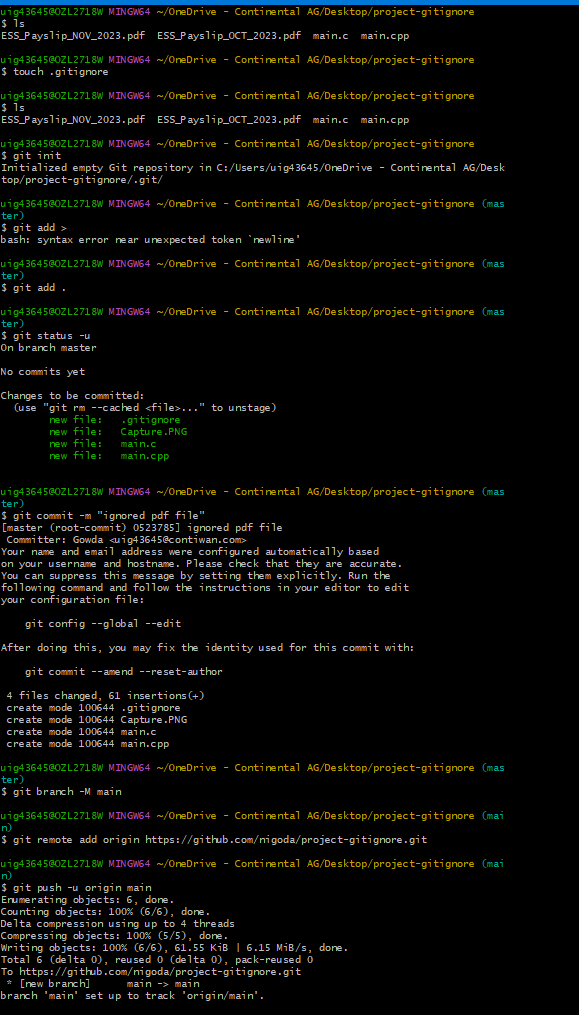 uig43645@OZL2718W MINGW64 ~/OneDrive - Continental AG/Desktop/project-gitignore
$ ls
ESS_Payslip_NOV_2023.pdf  ESS_Payslip_OCT_2023.pdf  main.c  main.cpp
uig43645@OZL2718W MINGW64 ~/OneDrive - Continental AG/Desktop/project-gitignore
$ touch .gitignore
uig43645@OZL2718W MINGW64 ~/OneDrive - Continental AG/Desktop/project-gitignore
$ ls
ESS_Payslip_NOV_2023.pdf  ESS_Payslip_OCT_2023.pdf  main.c  main.cpp
uig43645@OZL2718W MINGW64 ~/OneDrive - Continental AG/Desktop/project-gitignore
$ git init
Initialized empty Git repository in C:/Users/uig43645/OneDrive - Continental AG/Desk
top/project-gitignore/.git/
uig43645@OZL2718W MINGW64 ~/OneDrive - Continental AG/Desktop/project-gitignore (mas
ter)
$ git add >
bash: syntax error near unexpected token `newline'
uig43645@OZL2718W MINGW64 ~/OneDrive - Continental AG/Desktop/project-gitignore (mas
ter)
$ git add .
uig43645@OZL2718W MINGW64 ~/OneDrive - Continental AG/Desktop/project-gitignore (mas
ter)
$ git status -u
On branch master
No commits yet
Changes to be committed:
  (use "git rm --cached <file>..." to unstage)
        new file:   .gitignore
        new file:   Capture.PNG
        new file:   main.c
        new file:   main.cpp
uig43645@OZL2718W MINGW64 ~/OneDrive - Continental AG/Desktop/project-gitignore (mas
ter)
$ git commit -m "ignored pdf file"
[master (root-commit) 0523785] ignored pdf file
 Committer: Gowda <uig43645@contiwan.com>
Your name and email address were configured automatically based
on your username and hostname. Please check that they are accurate.
You can suppress this message by setting them explicitly. Run the
following command and follow the instructions in your editor to edit
your configuration file:
    git config --global --edit
After doing this, you may fix the identity used for this commit with:
    git commit --amend --reset-author
 4 files changed, 61 insertions(+)
 create mode 100644 .gitignore
 create mode 100644 Capture.PNG
 create mode 100644 main.c
 create mode 100644 main.cpp
uig43645@OZL2718W MINGW64 ~/OneDrive - Continental AG/Desktop/project-gitignore (mas
ter)
$ git branch -M main
uig43645@OZL2718W MINGW64 ~/OneDrive - Continental AG/Desktop/project-gitignore (mai
n)
$ git remote add origin https://github.com/nigoda/project-gitignore.git
uig43645@OZL2718W MINGW64 ~/OneDrive - Continental AG/Desktop/project-gitignore (mai
n)
$ git push -u origin main
Enumerating objects: 6, done.
Counting objects: 100% (6/6), done.
Delta compression using up to 4 threads
Compressing objects: 100% (5/5), done.
Writing objects: 100% (6/6), 61.55 KiB | 6.15 MiB/s, done.
Total 6 (delta 0), reused 0 (delta 0), pack-reused 0
To https://github.com/nigoda/project-gitignore.git
 * [new branch]      main -> main
branch 'main' set up to track 'origin/main'.